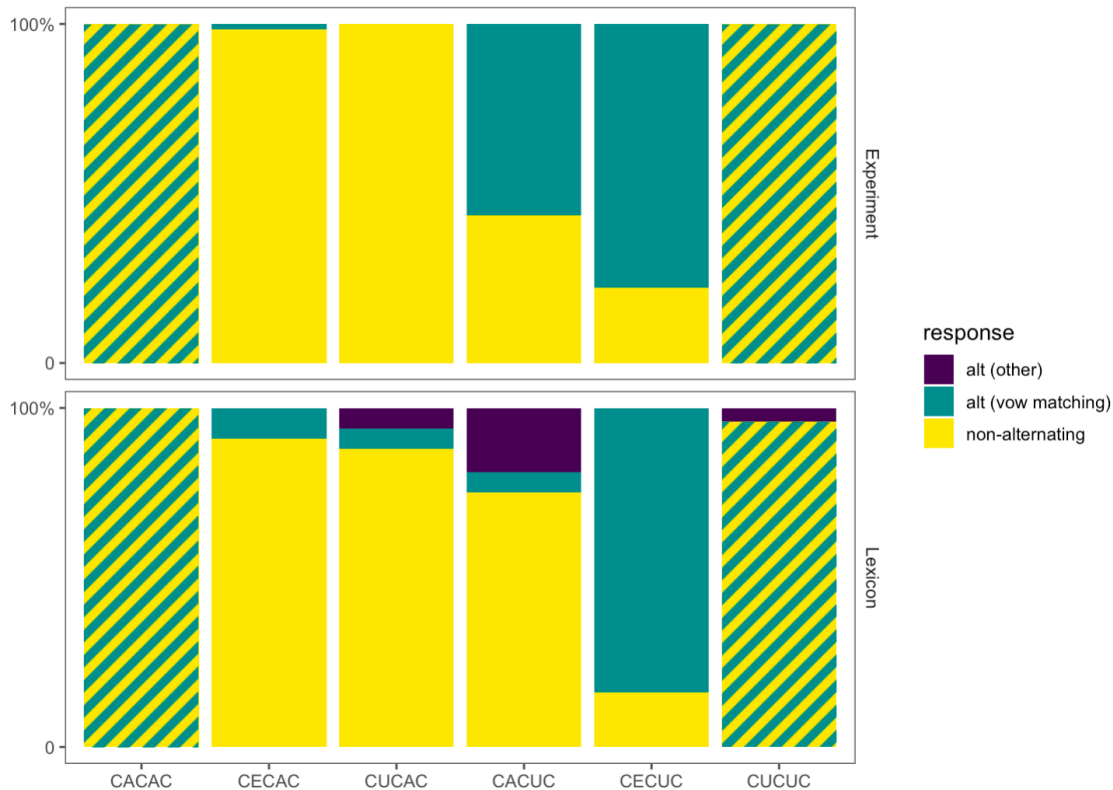 100%
0
Experiment
100%
0
Lexicon
CACAC CECAC CUCAC CACUC CECUC CUCUC
response
alt (other)
alt (vow matching)
non-alternating